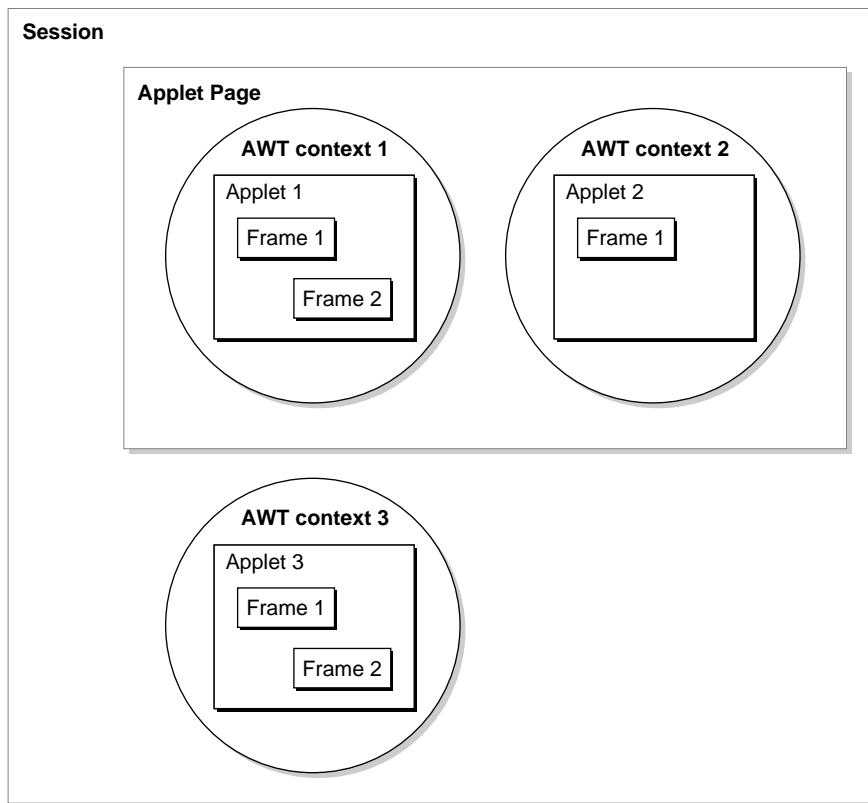 Session
Applet Page
AWT context 1
Applet 1
Frame 1
Frame 2
AWT context 2
Applet 2
Frame 1
AWT context 3
Applet 3
Frame 1
Frame 2